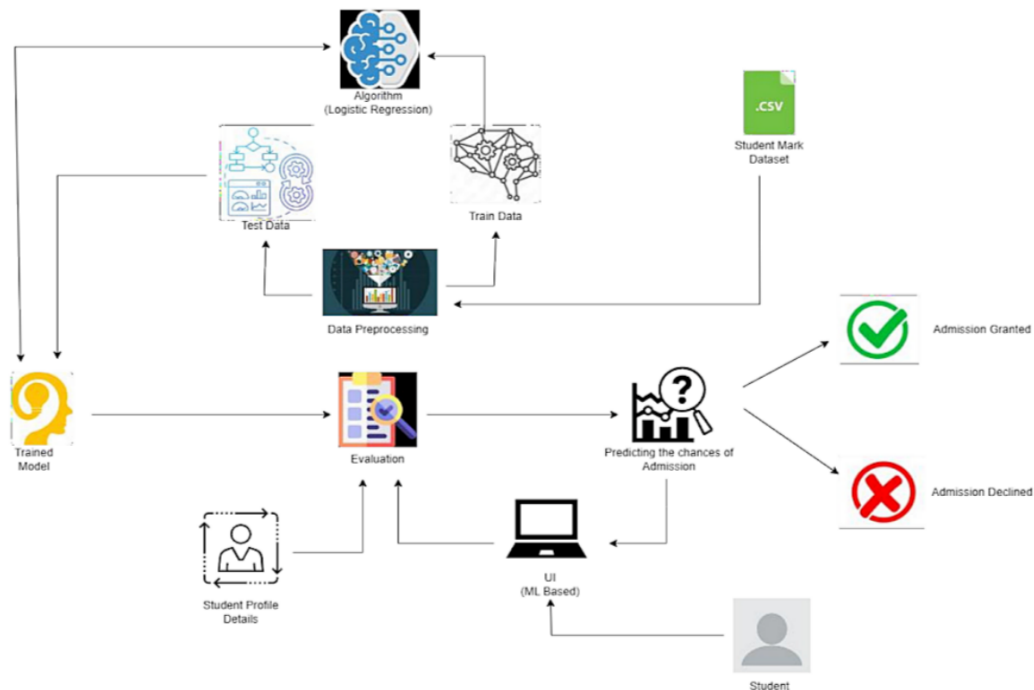 Algorithm
(Logistic Regression)
.CSV
Student Mark
Dataset
Test Data
Train Data
Data Preprocessing
Admission Granted
Trained
Model
Evaluation
Predicting the chances of
Admission
Admission Declined
UI
(ML Based)
Student Profile
Details
Student